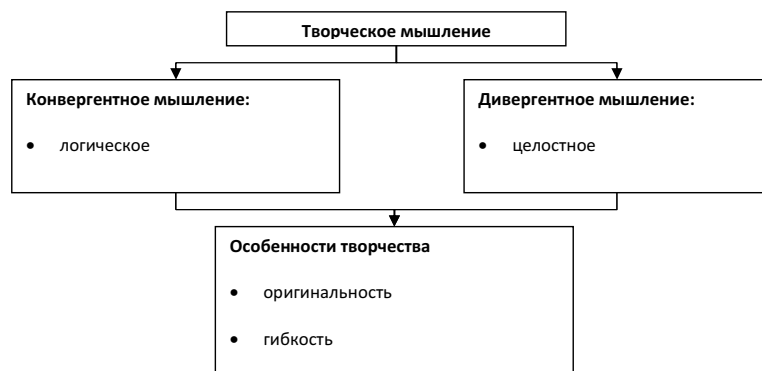 Творческое мышление
Конвергентное мышление:
• логическое
Дивергентное мышление:
• целостное
Особенности творчества
• оригинальность
• гибкость